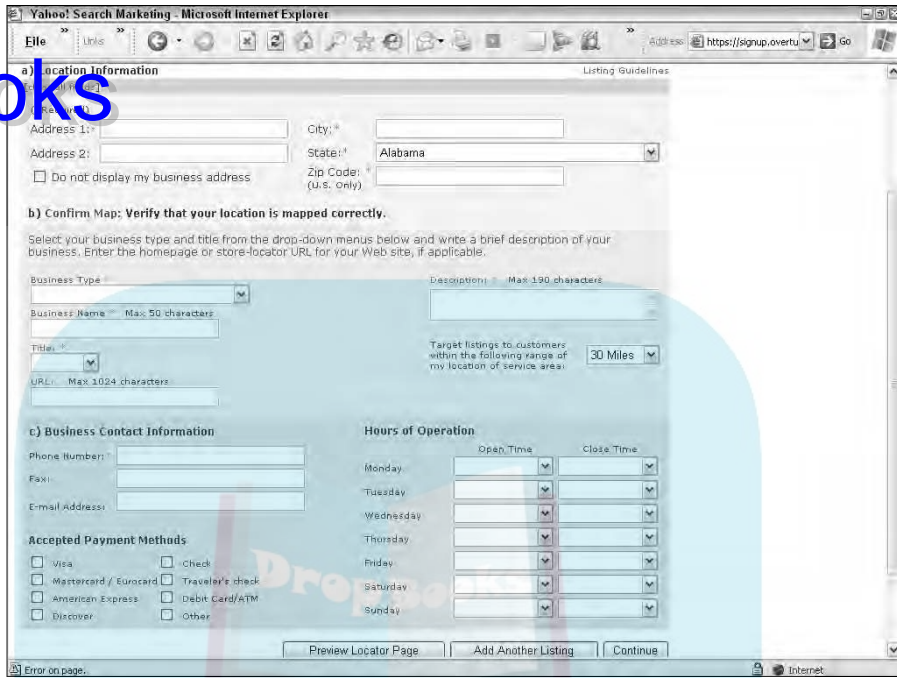 Yahoo! Search Marketing - Microsoft Internet Explorer
File » Links » » Address https://signup.overtu Go
a) Location Information Listing Guidelines
oks
Address 1:* City: *
Address 2: State:* Alabama
Do not display my business address Zip Code: * (U.S. only)
b) Confirm Map: Verify that your location is mapped correctly.
Select your business type and title from the drop-down menus below and write a brief description of your
business. Enter the homepage or store-locator URL for your Web site, if applicable.
Business Type * Description: * Max 190 characters
Business Name * Max 50 characters
Title: *
Target listings to customers
within the following range of 30 Miles
my location of service area:
URL: Max 1024 characters
c) Business Contact Information Hours of Operation
Open Time Close Time
Phone Number: *
Monday
Fax:
Tuesday
E-mail Address:
Wednesday
Accepted Payment Methods Thursday
Visa Check Friday
Mastercard / Eurocard Traveler's check Saturday
American Express Debit Card/ATM
Discover Other Sunday
DropBooks
Preview Locator Page Add Another Listing Continue
Error on page. Internet